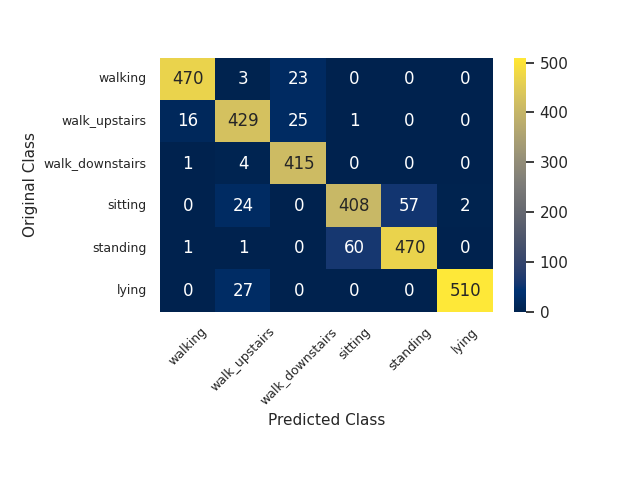 Original Class
walking 470 3 23 0 0 0
walk_upstairs 16 429 25 1 0 0
walk_downstairs 1 4 415 0 0 0
sitting 0 24 0 408 57 2
standing 1 1 0 60 470 0
lying 0 27 0 0 0 510
walking walk_upstairs walk_downstairs sitting standing lying
Predicted Class
500
400
300
200
100
0